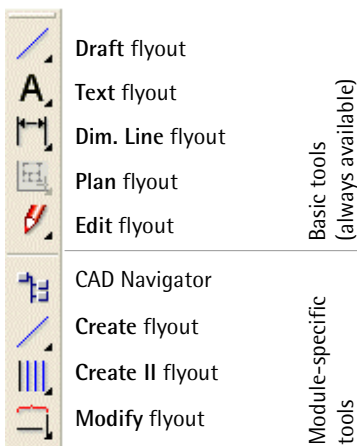 Draft flyout
A Text flyout
Dim. Line flyout
Plan flyout
Edit flyout
Basic tools
(always available)
CAD Navigator
Create flyout
Create II flyout
Modify flyout
Module-specific
tools